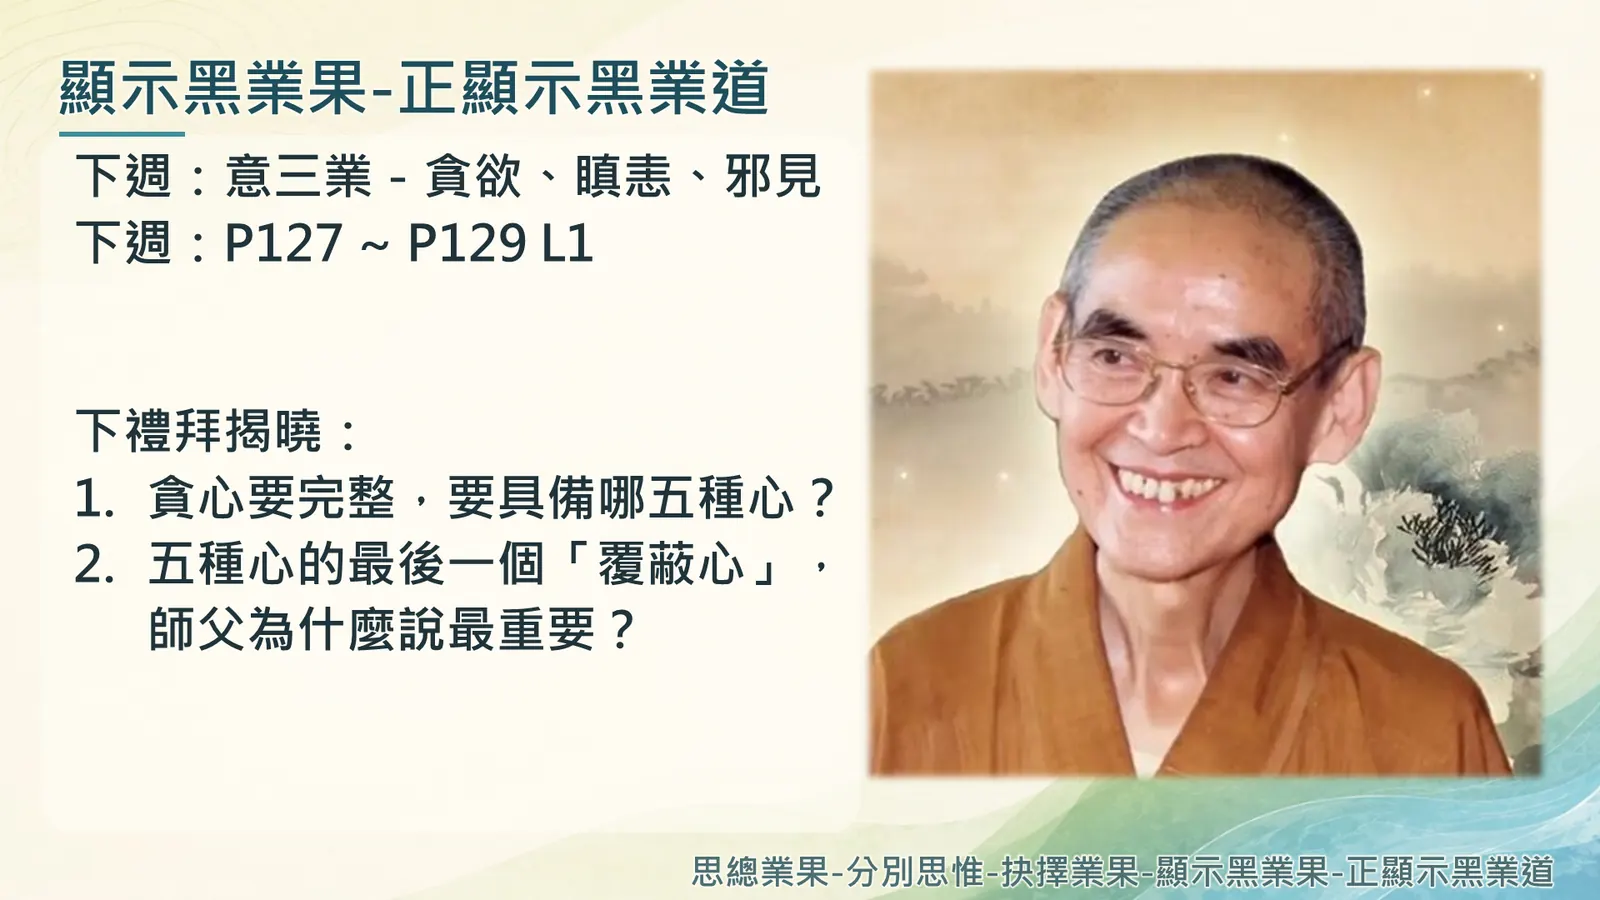 顯示黑業果-正顯示黑業道
下週：意三業 - 貪欲、瞋恚、邪見
下週：P127 ~ P129 L1
下禮拜揭曉：
1. 貪心要完整，要具備哪五種心？
2. 五種心的最後一個「覆蔽心」，
師父為什麼說最重要？
思總業果-分別思惟-抉擇業果-顯示黑業果-正顯示黑業道